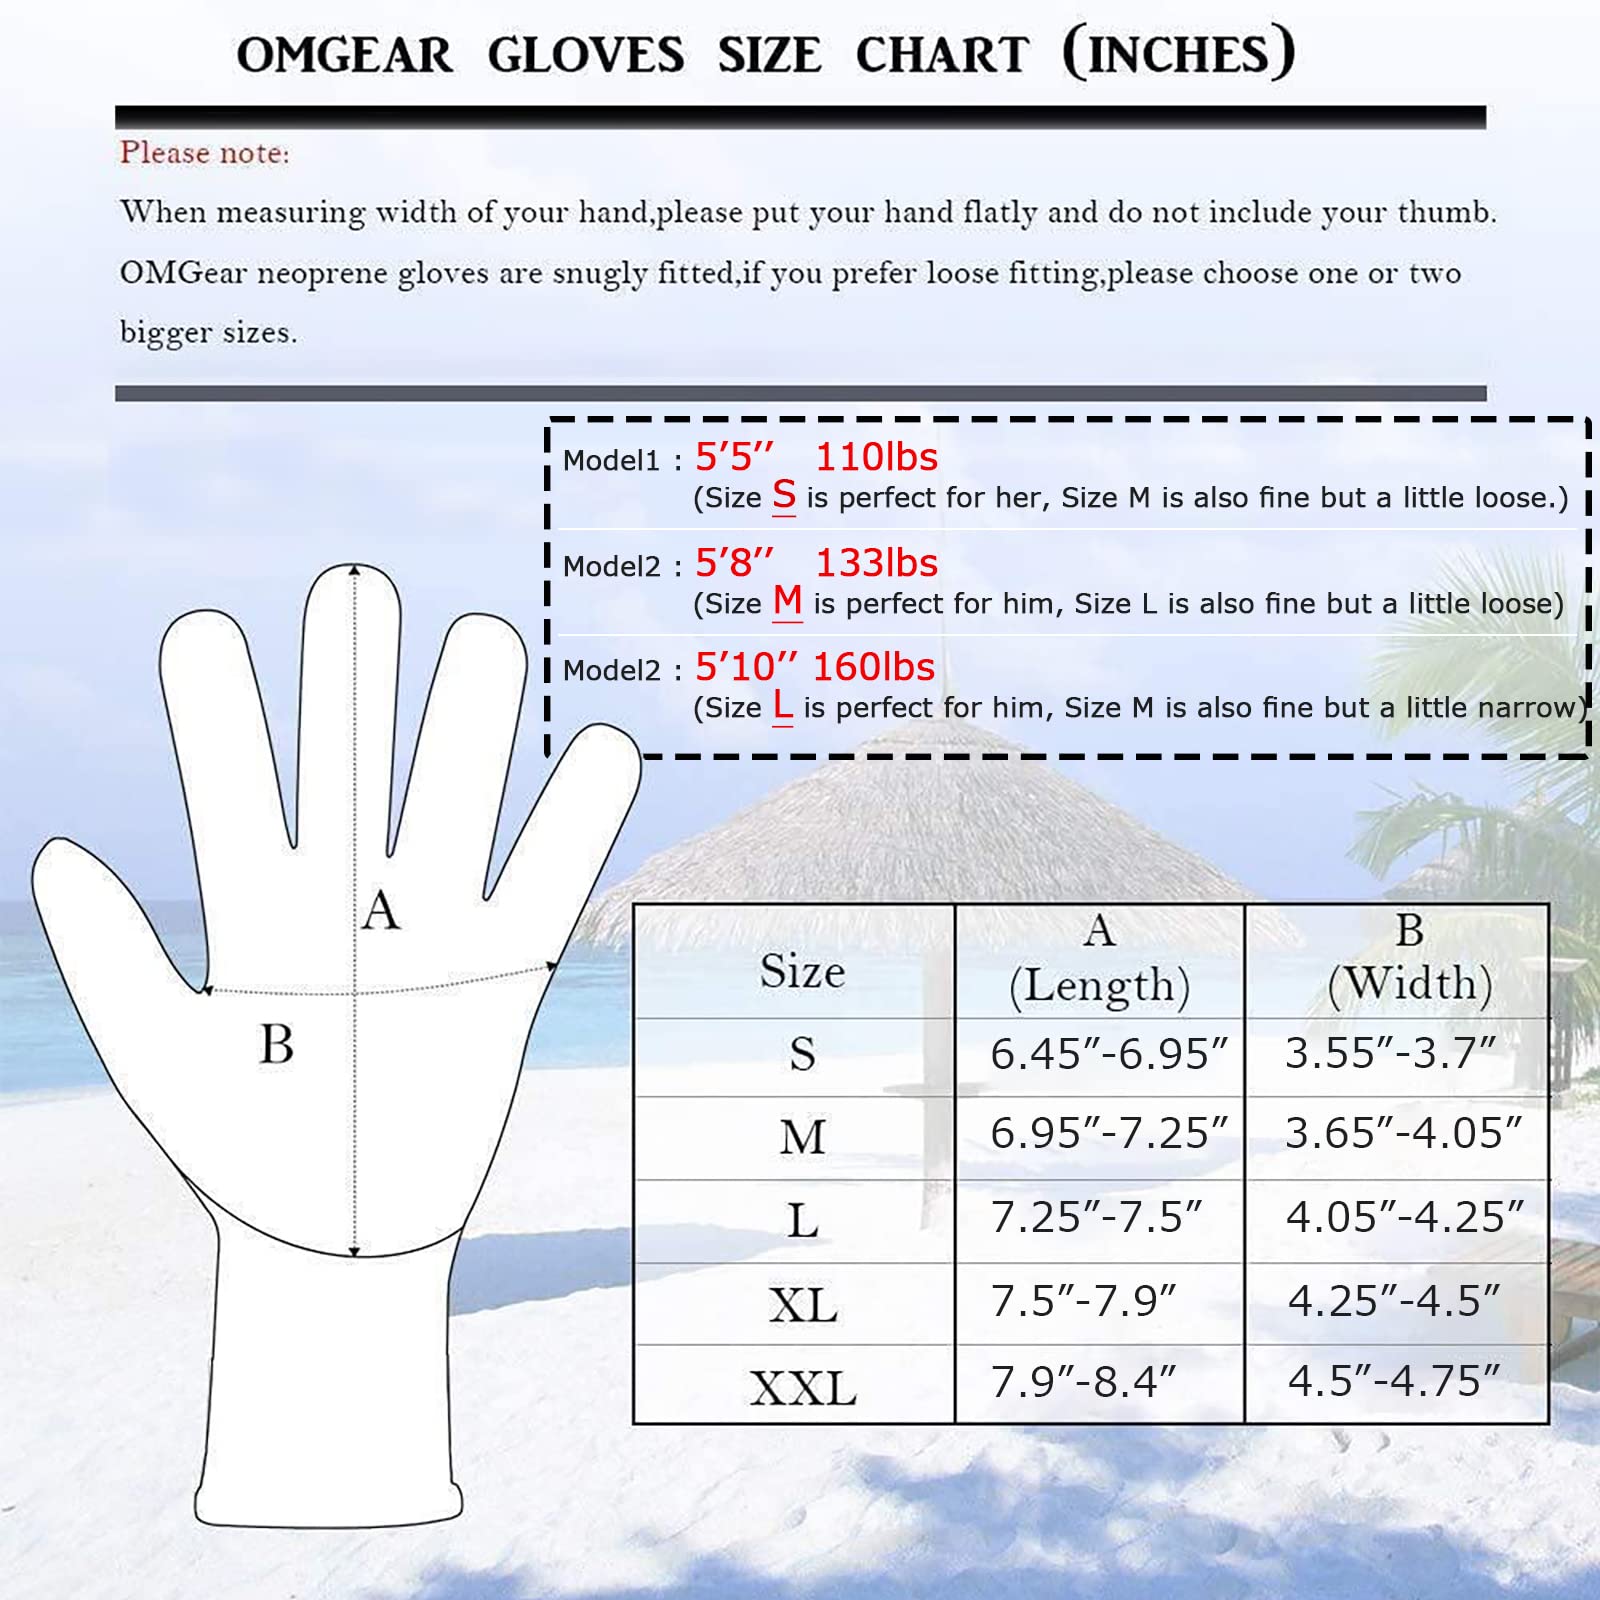 OMGEAR GLOVES SIZE CHART (INCHES)
Please note:
When measuring width of your hand,please put your hand flatly and do not include your thumb.
OMGear neoprene gloves are snugly fitted,if you prefer loose fitting,please choose one or two
bigger sizes.
Model1 : 5’5’’ 110lbs
(Size S is perfect for her, Size M is also fine but a little loose.)
Model2 : 5’8’’ 133lbs
(Size M is perfect for him, Size L is also fine but a little loose)
Model2 : 5’10’’ 160lbs
(Size L is perfect for him, Size M is also fine but a little narrow)
A
B
Size A (Length) B (Width)
S 6.45”-6.95” 3.55”-3.7”
M 6.95”-7.25” 3.65”-4.05”
L 7.25”-7.5” 4.05”-4.25”
XL 7.5”-7.9” 4.25”-4.5”
XXL 7.9”-8.4” 4.5”-4.75”